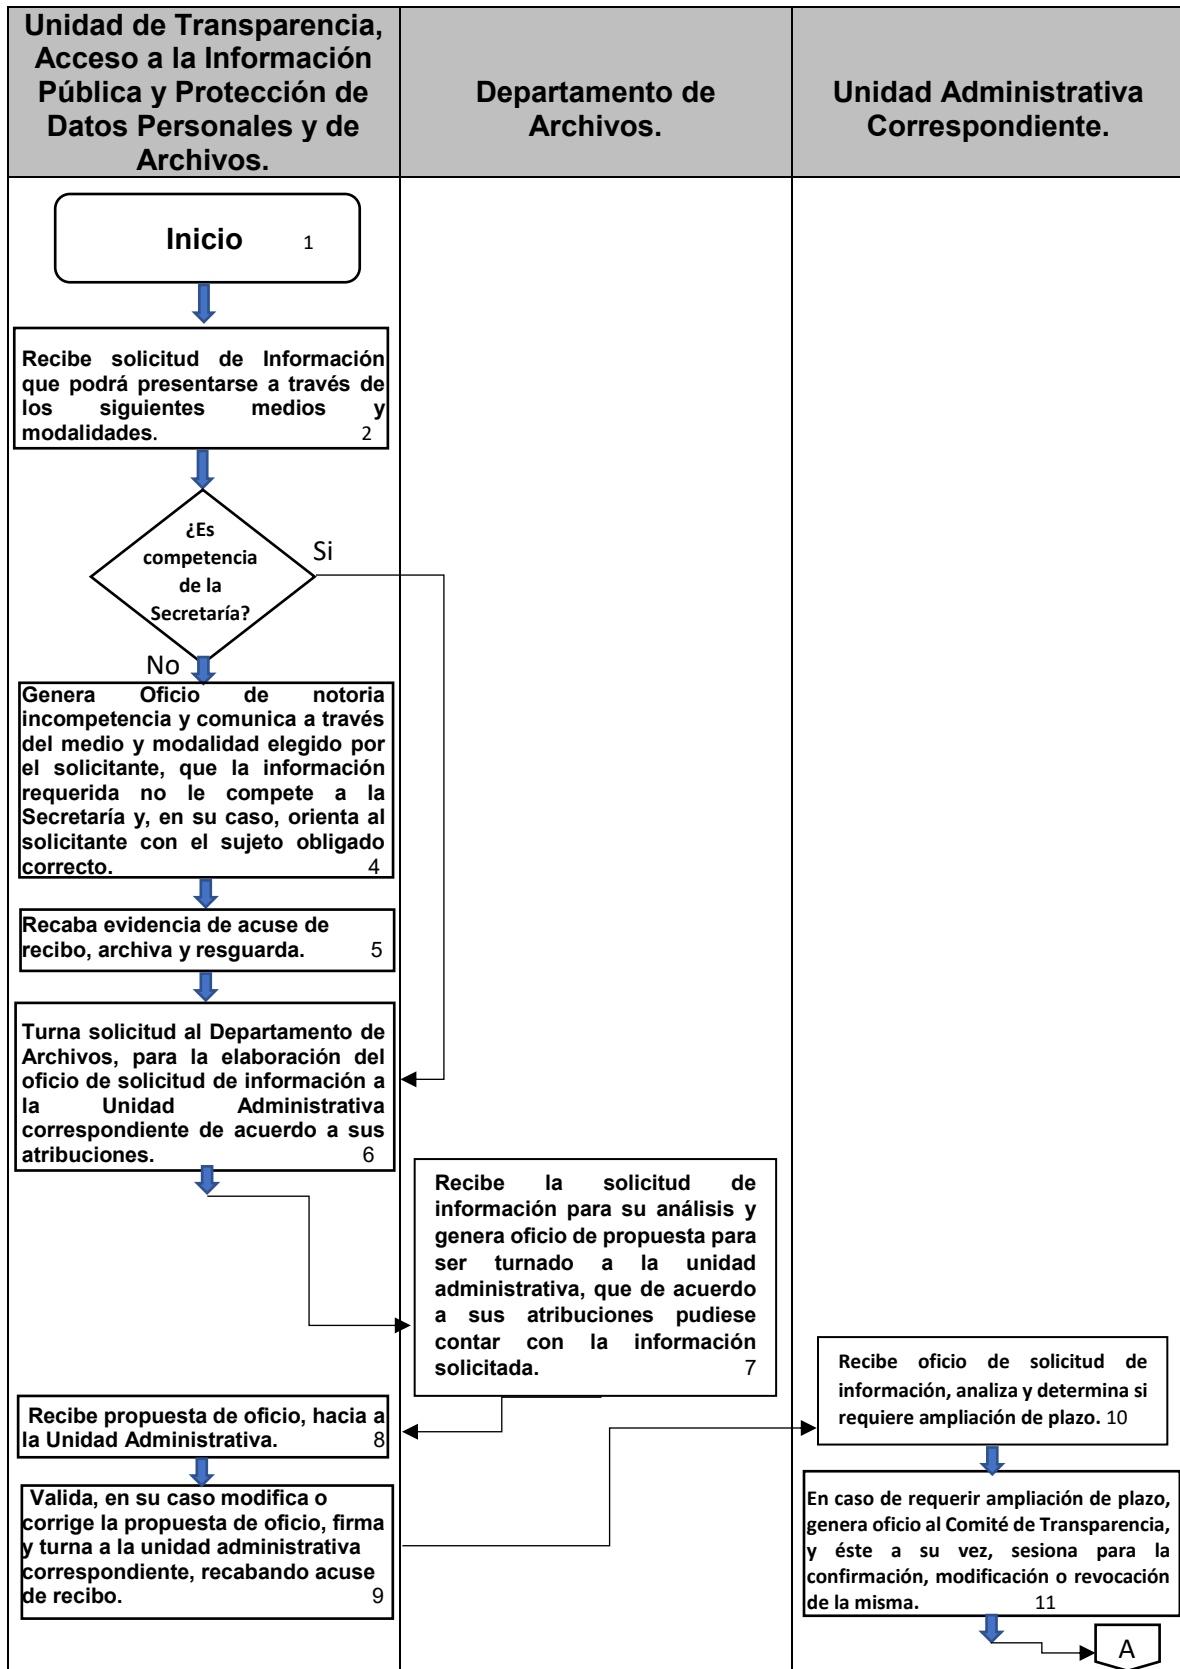 Unidad de Transparencia,
Acceso a la Información
Pública y Protección de
Datos Personales y de
Archivos.
Departamento de
Archivos.
Unidad Administrativa
Correspondiente.
Inicio 1
Recibe solicitud de Información
que podrá presentarse a través de
los siguientes medios y
modalidades. 2
¿Es
competencia
de la
Secretaría?
Si
No
Genera Oficio de notoria
incompetencia y comunica a través
del medio y modalidad elegido por
el solicitante, que la información
requerida no le compete a la
Secretaría y, en su caso, orienta al
solicitante con el sujeto obligado
correcto. 4
Recaba evidencia de acuse de
recibo, archiva y resguarda. 5
Turna solicitud al Departamento de
Archivos, para la elaboración del
oficio de solicitud de información a
la Unidad Administrativa
correspondiente de acuerdo a sus
atribuciones. 6
Recibe la solicitud de
información para su análisis y
genera oficio de propuesta para
ser turnado a la unidad
administrativa, que de acuerdo
a sus atribuciones pudiese
contar con la información
solicitada. 7
Recibe propuesta de oficio, hacia a
la Unidad Administrativa. 8
Valida, en su caso modifica o
corrige la propuesta de oficio, firma
y turna a la unidad administrativa
correspondiente, recabando acuse
de recibo. 9
Recibe oficio de solicitud de
información, analiza y determina si
requiere ampliación de plazo. 10
En caso de requerir ampliación de plazo,
genera oficio al Comité de Transparencia,
y éste a su vez, sesiona para la
confirmación, modificación o revocación
de la misma. 11
A